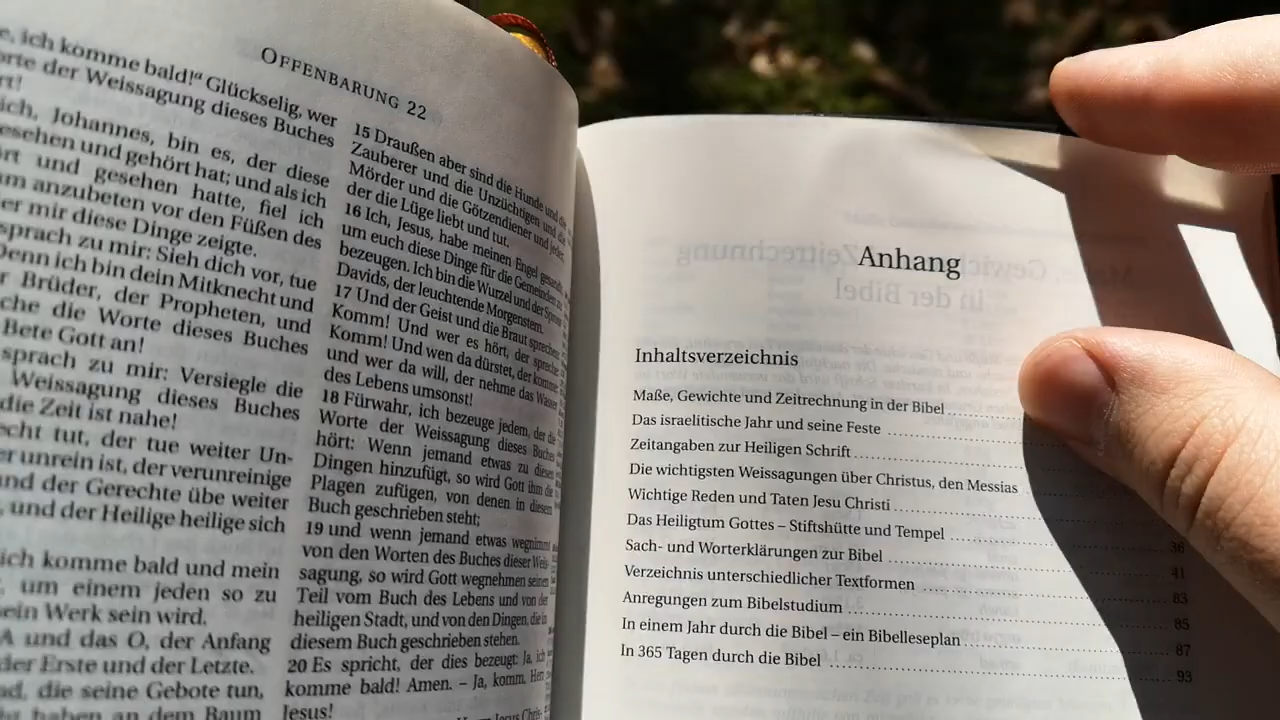 OFFENBARUNG 22
e, ich komme bald!“ Glückselig, wer
orte der Weissagung dieses Buches
rt!
ich, Johannes, bin es, der diese
esehen und gehört hat; und als ich
ört und gesehen hatte, fiel ich
m anzubeten vor den Füßen des
er mir diese Dinge zeigte.
sprach zu mir: Sieh dich vor, tue
Denn ich bin dein Mitknecht und
r Brüder, der Propheten, und
che die Worte dieses Buches
Bete Gott an!
sprach zu mir: Versiegle die
Weissagung dieses Buches
die Zeit ist nahe!
echt tut, der tue weiter Un-
er unrein ist, der verunreinige
und der Gerechte übe weiter
, und der Heilige heilige sich
ich komme bald und mein
, um einem jeden so zu
sein Werk sein wird.
A und das O, der Anfang
der Erste und der Letzte.
ad, die seine Gebote tun,
ht haben an dem Baum
15 Draußen aber sind die Hunde und die
Zauberer und die Unzüchtigen und die
Mörder und die Götzendiener und jeder,
der die Lüge liebt und tut.
16 Ich, Jesus, habe meinen Engel gesandt,
um euch diese Dinge für die Gemeinden zu
bezeugen. Ich bin die Wurzel und der Spross
Davids, der leuchtende Morgenstern.
17 Und der Geist und die Braut sprechen:
Komm! Und wer es hört, der spreche:
Komm! Und wen da dürstet, der komme;
und wer da will, der nehme das Wasser
des Lebens umsonst!
18 Fürwahr, ich bezeuge jedem, der die
Worte der Weissagung dieses Buches
hört: Wenn jemand etwas zu diesen
Dingen hinzufügt, so wird Gott ihm die
Plagen zufügen, von denen in diesem
Buch geschrieben steht;
19 und wenn jemand etwas wegnimmt
von den Worten des Buches dieser Weis-
sagung, so wird Gott wegnehmen seinen
Teil vom Buch des Lebens und von der
heiligen Stadt, und von den Dingen, die in
diesem Buch geschrieben stehen.
20 Es spricht, der dies bezeugt: Ja, ich
komme bald! Amen. – Ja, komm, Herr
Jesus!
Anhang
Inhaltsverzeichnis
Maße, Gewichte und Zeitrechnung in der Bibel
Das israelitische Jahr und seine Feste
Zeitangaben zur Heiligen Schrift
Die wichtigsten Weissagungen über Christus, den Messias
Wichtige Reden und Taten Jesu Christi
Das Heiligtum Gottes – Stiftshütte und Tempel 36
Sach- und Worterklärungen zur Bibel 41
Verzeichnis unterschiedlicher Textformen 83
Anregungen zum Bibelstudium 85
In einem Jahr durch die Bibel – ein Bibelleseplan 87
In 365 Tagen durch die Bibel 93